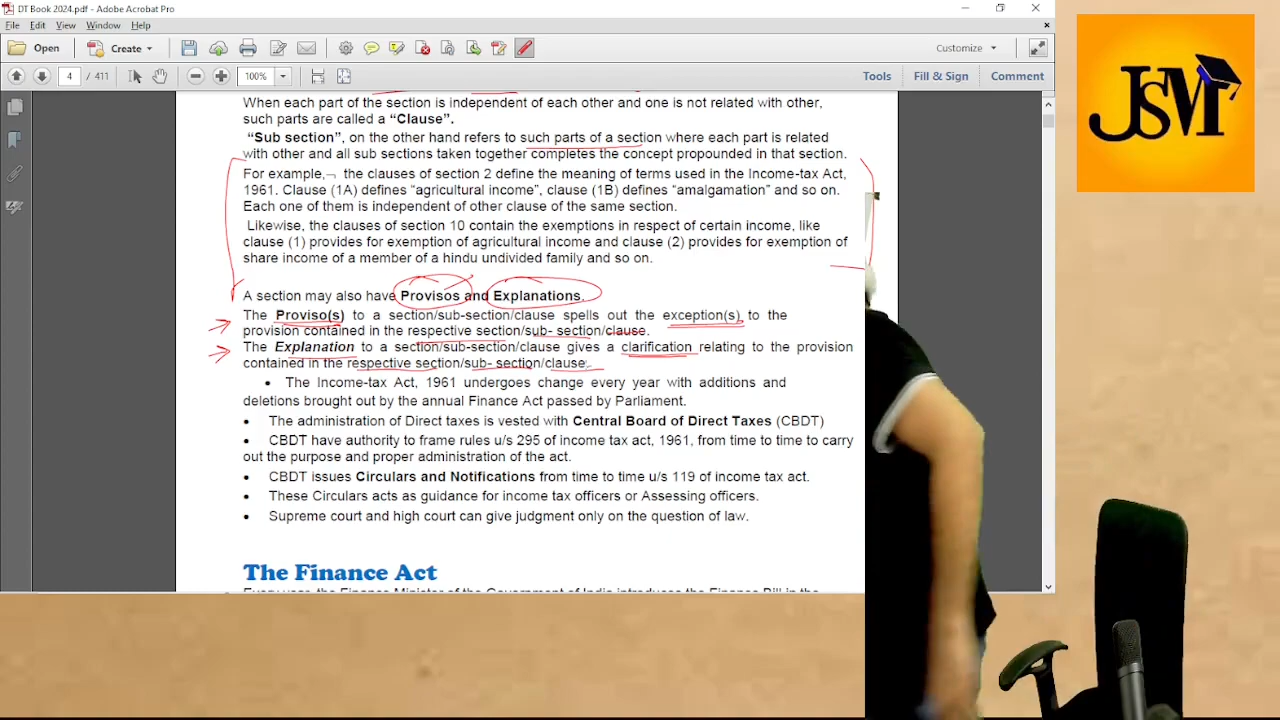 DT Book 2024.pdf - Adobe Acrobat Pro
File Edit View Window Help
Open Create Customize
4 / 411 100% Tools Fill & Sign Comment
When each part of the section is independent of each other and one is not related with other,
such parts are called a “Clause”.
“Sub section”, on the other hand refers to such parts of a section where each part is related
with other and all sub sections taken together completes the concept propounded in that section.
For example, the clauses of section 2 define the meaning of terms used in the Income-tax Act,
1961. Clause (1A) defines “agricultural income”, clause (1B) defines “amalgamation” and so on.
Each one of them is independent of other clause of the same section.
Likewise, the clauses of section 10 contain the exemptions in respect of certain income, like
clause (1) provides for exemption of agricultural income and clause (2) provides for exemption of
share income of a member of a hindu undivided family and so on.
A section may also have Provisos and Explanations.
The Proviso(s) to a section/sub-section/clause spells out the exception(s) to the
provision contained in the respective section/sub- section/clause.
The Explanation to a section/sub-section/clause gives a clarification relating to the provision
contained in the respective section/sub- section/clause.
• The Income-tax Act, 1961 undergoes change every year with additions and
deletions brought out by the annual Finance Act passed by Parliament.
• The administration of Direct taxes is vested with Central Board of Direct Taxes (CBDT)
• CBDT have authority to frame rules u/s 295 of income tax act, 1961, from time to time to carry
out the purpose and proper administration of the act.
• CBDT issues Circulars and Notifications from time to time u/s 119 of income tax act.
• These Circulars acts as guidance for income tax officers or Assessing officers.
• Supreme court and high court can give judgment only on the question of law.
The Finance Act
Every year, the Finance Minister of the Government of India introduces the Finance Bill in the
JSM